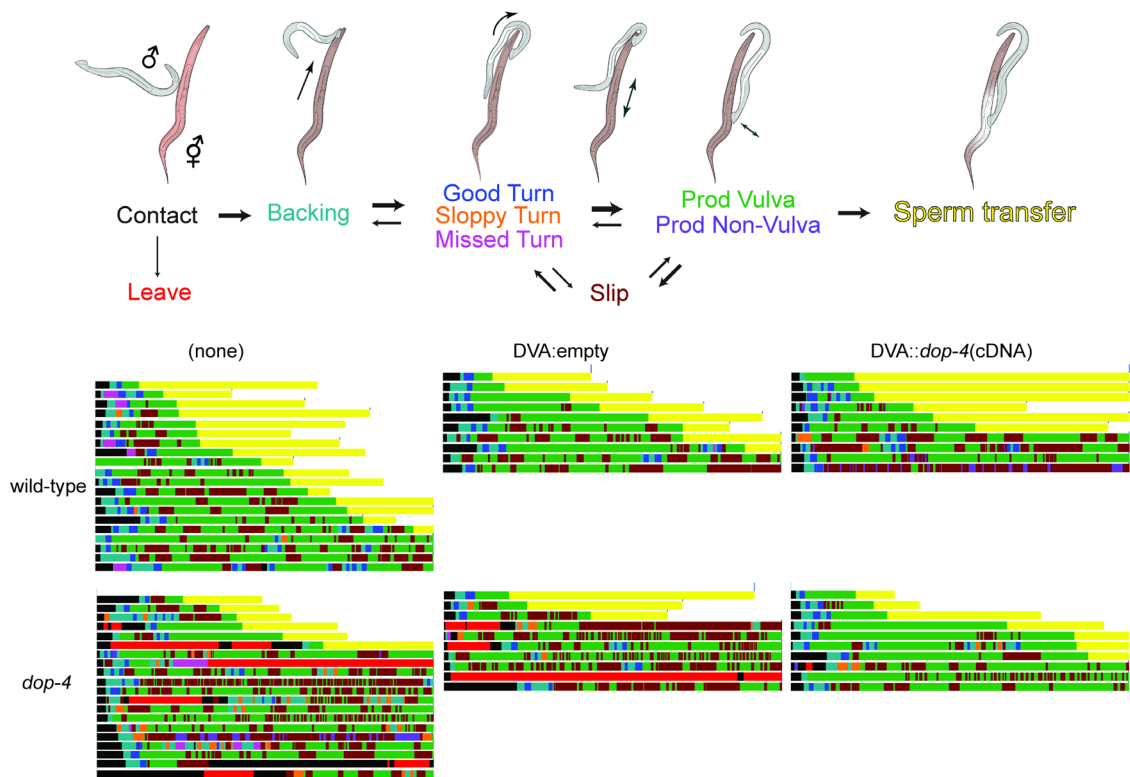 ♂
⚥
Contact
Backing
Good Turn
Sloppy Turn
Missed Turn
Prod Vulva
Prod Non-Vulva
Sperm transfer
Leave
Slip
(none)
DVA:empty
DVA::dop-4(cDNA)
wild-type
dop-4